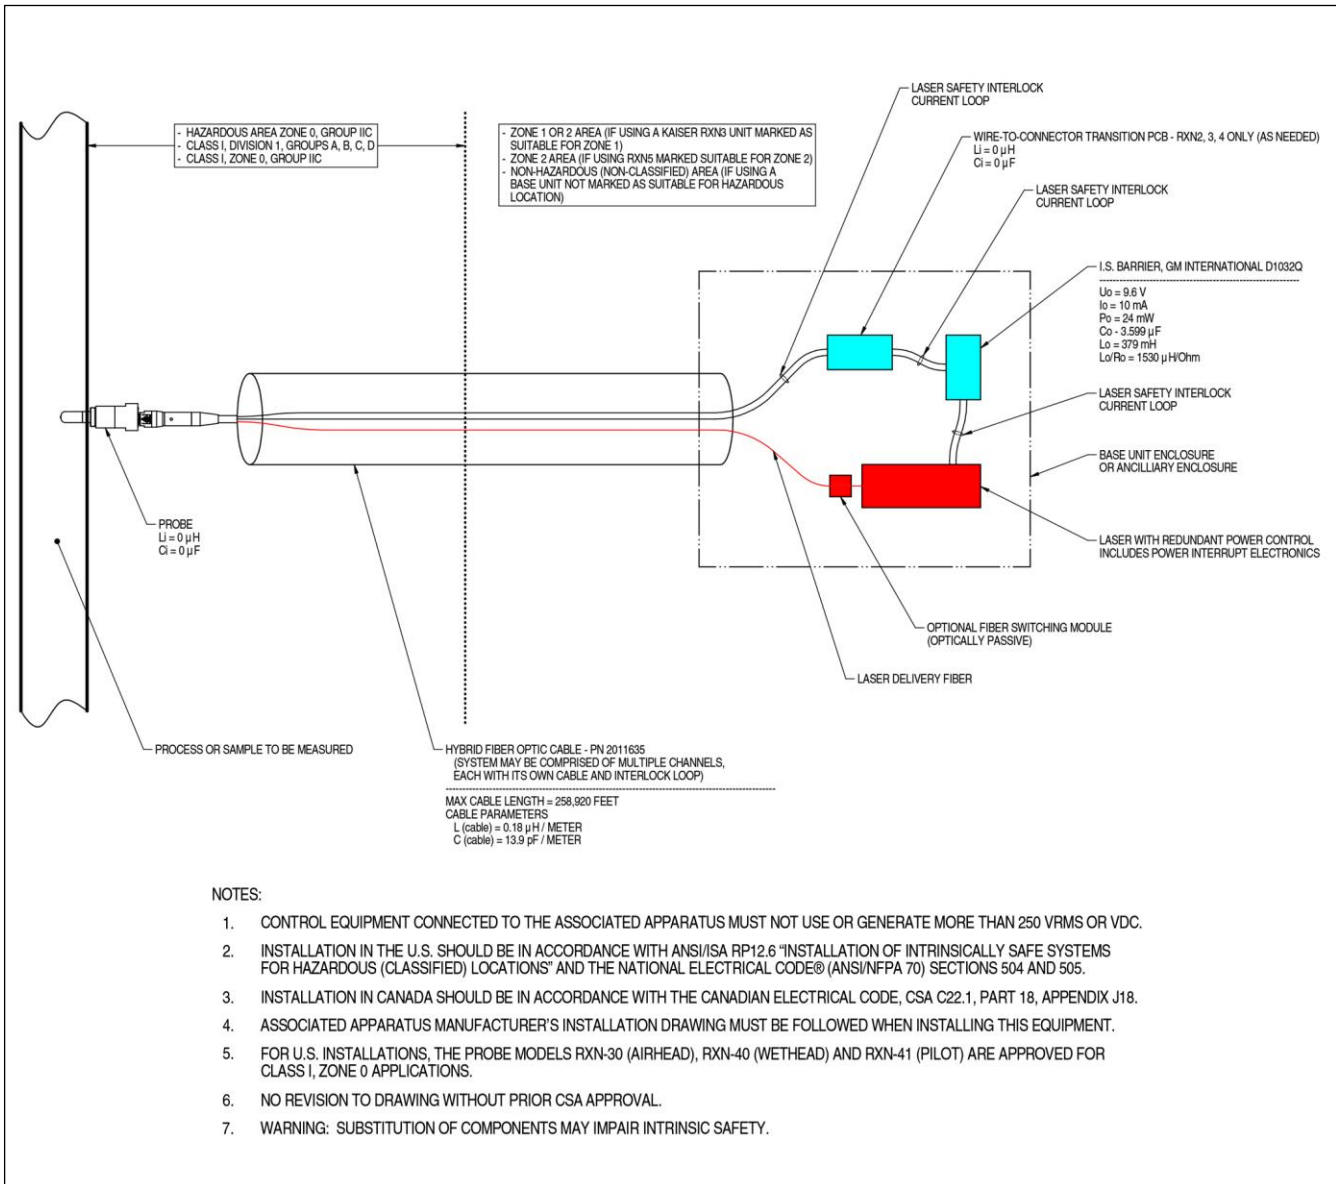 LASER SAFETY INTERLOCK
CURRENT LOOP
- HAZARDOUS AREA ZONE 0, GROUP IIC
- CLASS I, DIVISION 1, GROUPS A, B, C, D
- CLASS I, ZONE 0, GROUP IIC
- ZONE 1 OR 2 AREA (IF USING A KAISER RXN3 UNIT MARKED AS
SUITABLE FOR ZONE 1)
- ZONE 2 AREA (IF USING RXN5 MARKED SUITABLE FOR ZONE 2)
- NON-HAZARDOUS (NON-CLASSIFIED) AREA (IF USING A
BASE UNIT NOT MARKED AS SUITABLE FOR HAZARDOUS
LOCATION)
WIRE-TO-CONNECTOR TRANSITION PCB - RXN2, 3, 4 ONLY (AS NEEDED)
Li = 0 µH
Ci = 0 µF
LASER SAFETY INTERLOCK
CURRENT LOOP
I.S. BARRIER, GM INTERNATIONAL D1032Q
Uo = 9.6 V
Io = 10 mA
Po = 24 mW
Co - 3.599 µF
Lo = 379 mH
Lo/Ro = 1530 µH/Ohm
LASER SAFETY INTERLOCK
CURRENT LOOP
BASE UNIT ENCLOSURE
OR ANCILLIARY ENCLOSURE
PROBE
Li = 0 µH
Ci = 0 µF
LASER WITH REDUNDANT POWER CONTROL
INCLUDES POWER INTERRUPT ELECTRONICS
OPTIONAL FIBER SWITCHING MODULE
(OPTICALLY PASSIVE)
LASER DELIVERY FIBER
PROCESS OR SAMPLE TO BE MEASURED
HYBRID FIBER OPTIC CABLE - PN 2011635
(SYSTEM MAY BE COMPRISED OF MULTIPLE CHANNELS,
EACH WITH ITS OWN CABLE AND INTERLOCK LOOP)
MAX CABLE LENGTH = 258,920 FEET
CABLE PARAMETERS
L (cable) = 0.18 µH / METER
C (cable) = 13.9 pF / METER
NOTES:
1. CONTROL EQUIPMENT CONNECTED TO THE ASSOCIATED APPARATUS MUST NOT USE OR GENERATE MORE THAN 250 VRMS OR VDC.
2. INSTALLATION IN THE U.S. SHOULD BE IN ACCORDANCE WITH ANSI/ISA RP12.6 “INSTALLATION OF INTRINSICALLY SAFE SYSTEMS
FOR HAZARDOUS (CLASSIFIED) LOCATIONS” AND THE NATIONAL ELECTRICAL CODE® (ANSI/NFPA 70) SECTIONS 504 AND 505.
3. INSTALLATION IN CANADA SHOULD BE IN ACCORDANCE WITH THE CANADIAN ELECTRICAL CODE, CSA C22.1, PART 18, APPENDIX J18.
4. ASSOCIATED APPARATUS MANUFACTURER'S INSTALLATION DRAWING MUST BE FOLLOWED WHEN INSTALLING THIS EQUIPMENT.
5. FOR U.S. INSTALLATIONS, THE PROBE MODELS RXN-30 (AIRHEAD), RXN-40 (WETHEAD) AND RXN-41 (PILOT) ARE APPROVED FOR
CLASS I, ZONE 0 APPLICATIONS.
6. NO REVISION TO DRAWING WITHOUT PRIOR CSA APPROVAL.
7. WARNING: SUBSTITUTION OF COMPONENTS MAY IMPAIR INTRINSIC SAFETY.